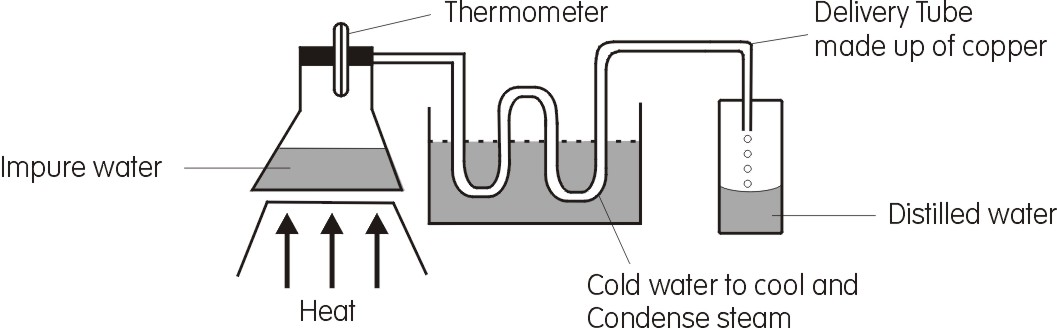 Thermometer
Delivery Tube
made up of copper
Impure water
Distilled water
Cold water to cool and
Condense steam
Heat